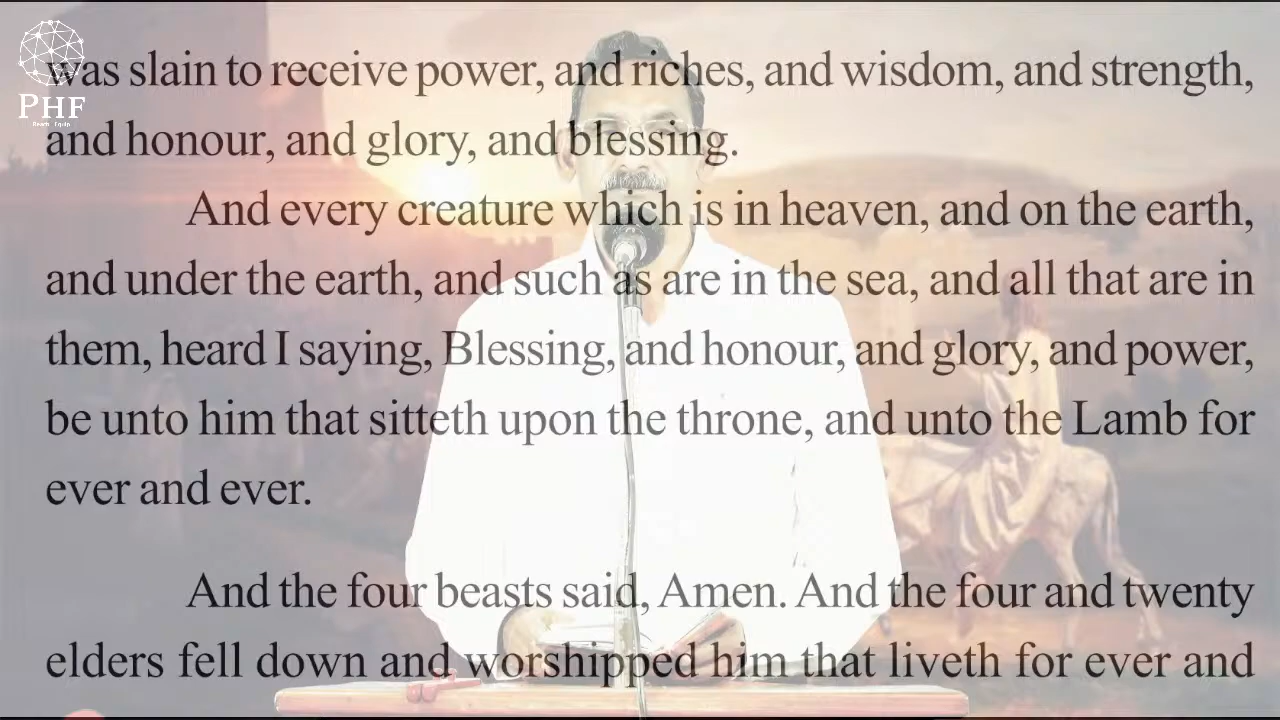 was slain to receive power, and riches, and wisdom, and strength,
PHF
Reach Equip
and honour, and glory, and blessing.
And every creature which is in heaven, and on the earth,
and under the earth, and such as are in the sea, and all that are in
them, heard I saying, Blessing, and honour, and glory, and power,
be unto him that sitteth upon the throne, and unto the Lamb for
ever and ever.
And the four beasts said, Amen. And the four and twenty
elders fell down and worshipped him that liveth for ever and